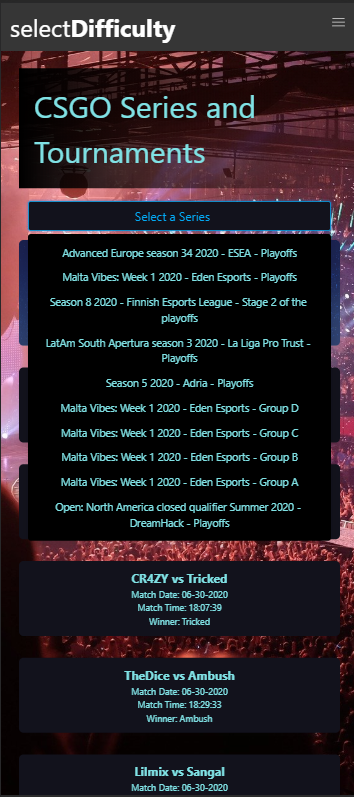 selectDifficulty
CSGO Series and
Tournaments
Select a Series
Advanced Europe season 34 2020 - ESEA - Playoffs
Malta Vibes: Week 1 2020 - Eden Esports - Playoffs
Season 8 2020 - Finnish Esports League - Stage 2 of the
playoffs
LatAm South Apertura season 3 2020 - La Liga Pro Trust -
Playoffs
Season 5 2020 - Adria - Playoffs
Malta Vibes: Week 1 2020 - Eden Esports - Group D
Malta Vibes: Week 1 2020 - Eden Esports - Group C
Malta Vibes: Week 1 2020 - Eden Esports - Group B
Malta Vibes: Week 1 2020 - Eden Esports - Group A
Open: North America closed qualifier Summer 2020 -
DreamHack - Playoffs
CR4ZY vs Tricked
Match Date: 06-30-2020
Match Time: 18:07:39
Winner: Tricked
TheDice vs Ambush
Match Date: 06-30-2020
Match Time: 18:29:33
Winner: Ambush
Lilmix vs Sangal
Match Date: 06-30-2020